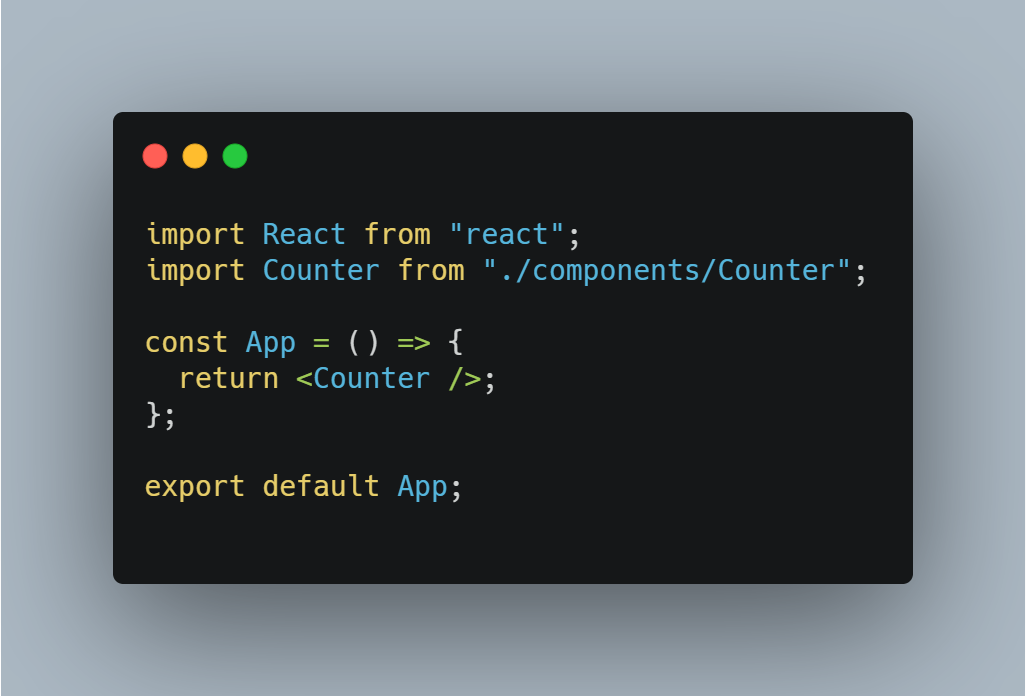 import React from "react";
import Counter from "./components/Counter";

const App = () => {
  return <Counter />;
};

export default App;